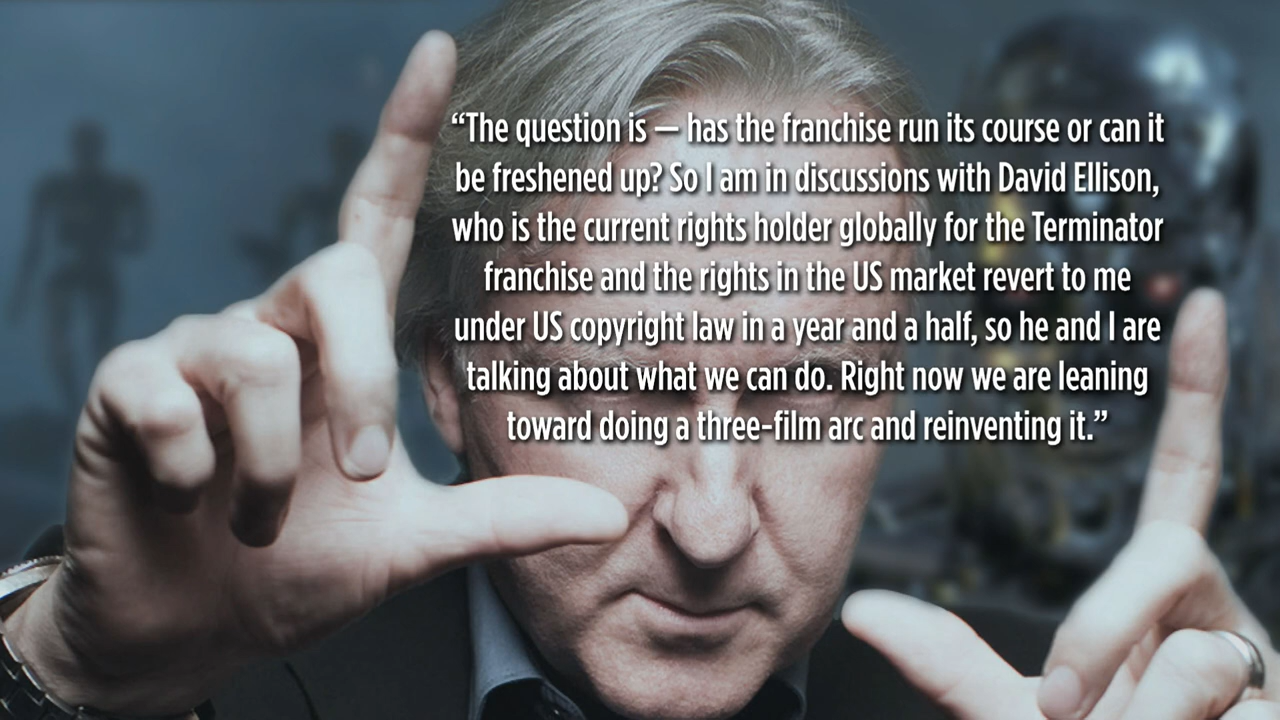 “The question is — has the franchise run its course or can it
be freshened up? So I am in discussions with David Ellison,
who is the current rights holder globally for the Terminator
franchise and the rights in the US market revert to me
under US copyright law in a year and a half, so he and I are
talking about what we can do. Right now we are leaning
toward doing a three-film arc and reinventing it.”